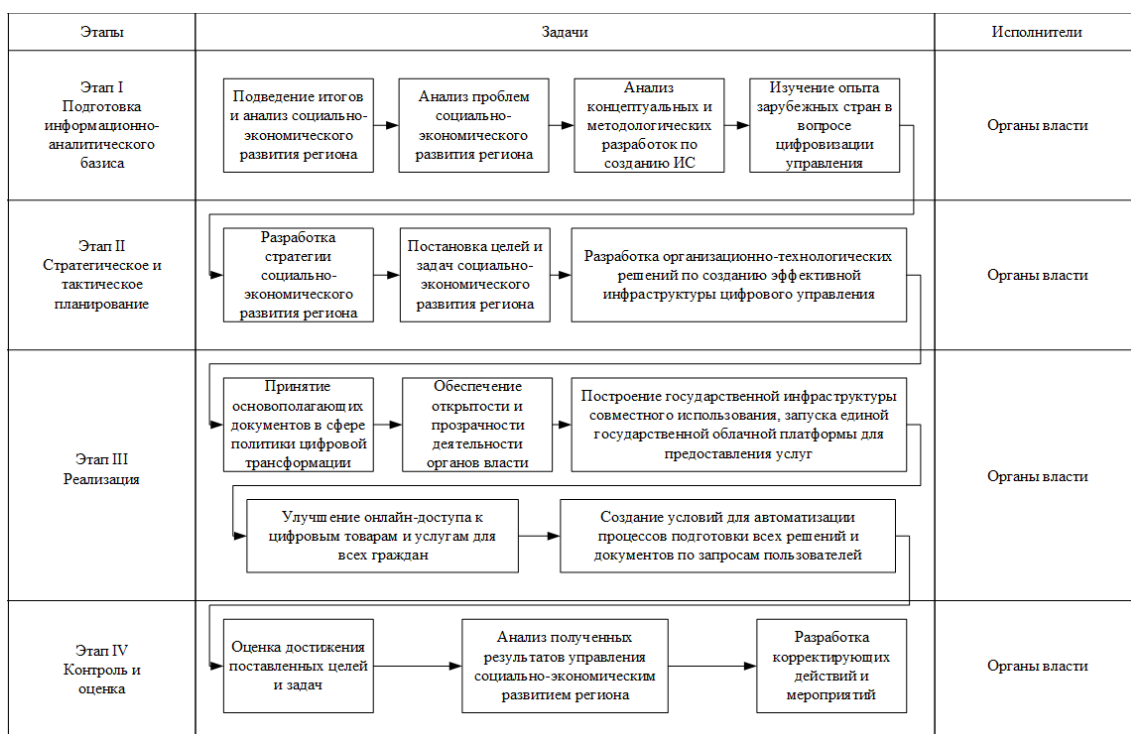 Этапы
Задачи
Исполнители
Этап I
Подготовка
информационно-
аналитического
базиса
Подведение итогов
и анализ социально-
экономического
развития региона
Анализ проблем
социально-
экономического
развития региона
Анализ
концептуальных и
методологических
разработок по
созданию ИС
Изучение опыта
зарубежных стран в
вопросе
цифровизации
управления
Органы власти
Этап II
Стратегическое и
тактическое
планирование
Разработка
стратегии
социально-
экономического
развития региона
Постановка целей и
задач социально-
экономического
развития региона
Разработка организационно-технологических
решений по созданию эффективной
инфраструктуры цифрового управления
Органы власти
Этап III
Реализация
Принятие
основополагающих
документов в сфере
политики цифровой
трансформации
Обеспечение
открытости и
прозрачности
деятельности
органов власти
Построение государственной инфраструктуры
совместного использования, запуска единой
государственной облачной платформы для
предоставления услуг
Улучшение онлайн-доступа к
цифровым товарам и услугам для
всех граждан
Создание условий для автоматизации
процессов подготовки всех решений и
документов по запросам пользователей
Органы власти
Этап IV
Контроль и
оценка
Оценка достижения
поставленных целей
и задач
Анализ полученных
результатов управления
социально-экономическим
развитием региона
Разработка
корректирующих
действий и
мероприятий
Органы власти